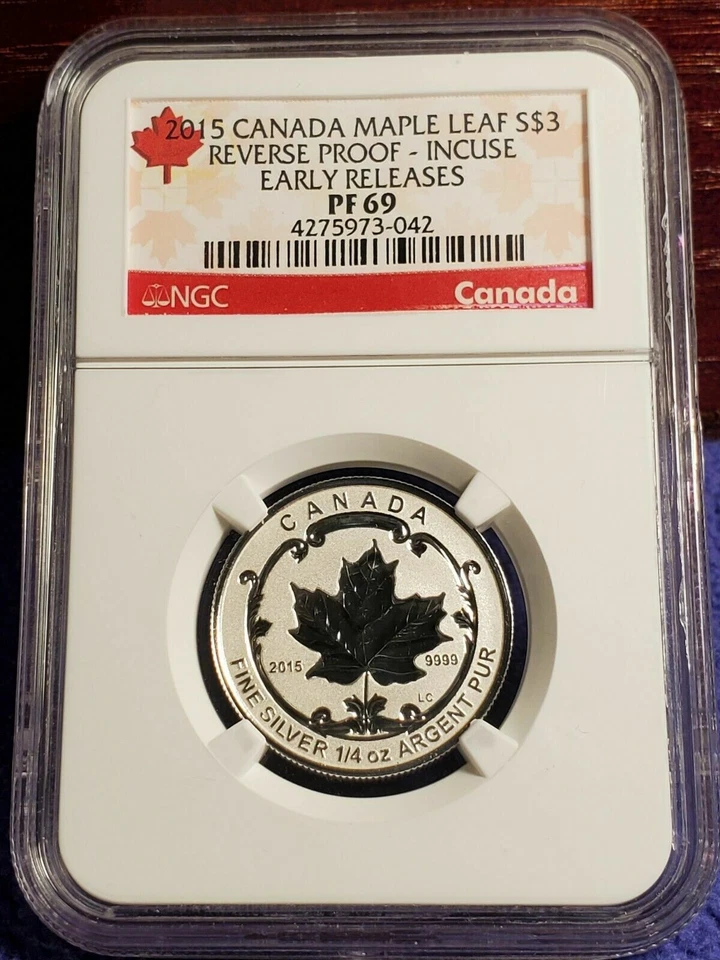 2015 CANADA MAPLE LEAF S$3
REVERSE PROOF - INCUSE
EARLY RELEASES
PF 69
4275973-042
NGC
Canada
CANADA
2015
9999
LC
FINE SILVER 1/4 oz ARGENT PUR